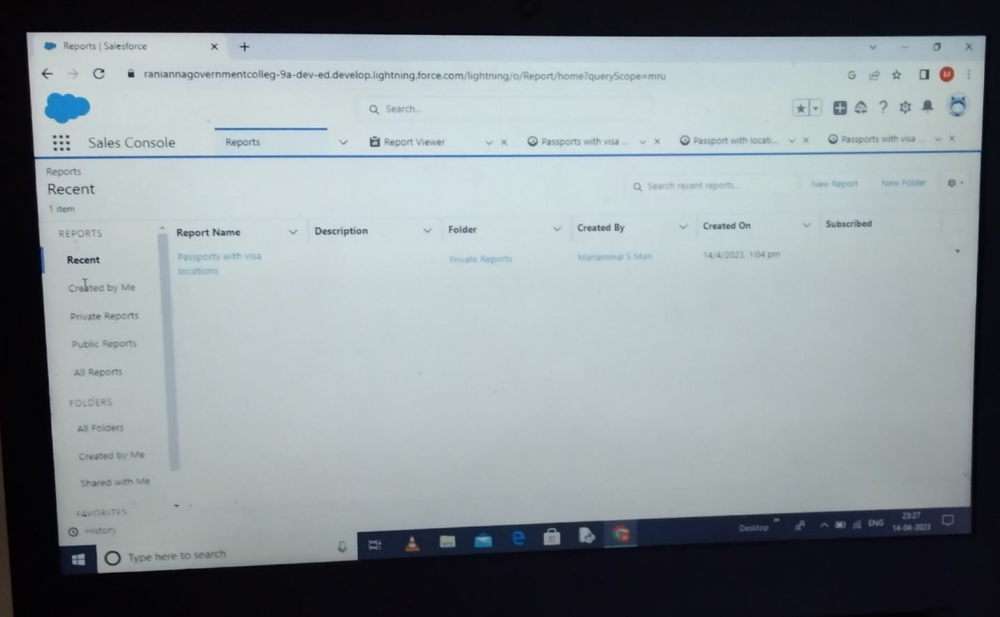 Reports | Salesforce
raniannagovernmentcolleg-9a-dev-ed.develop.lightning.force.com/lightning/o/Report/home?queryScope=mru
G
M
Search...
Sales Console
Reports
Report Viewer
Passports with visa ...
Passport with locati...
Passports with visa ...
Reports
Recent
1 item
Search recent reports...
New Report
New Folder
REPORTS
Report Name
Description
Folder
Created By
Created On
Subscribed
Recent
Passports with visa
locations
Private Reports
Mariammal S Mari
14/4/2023, 1:04 pm
Created by Me
Private Reports
Public Reports
All Reports
FOLDERS
All Folders
Created by Me
Shared with Me
FAVORITES
History
Type here to search
Desktop
ENG
23:27
14-04-2023